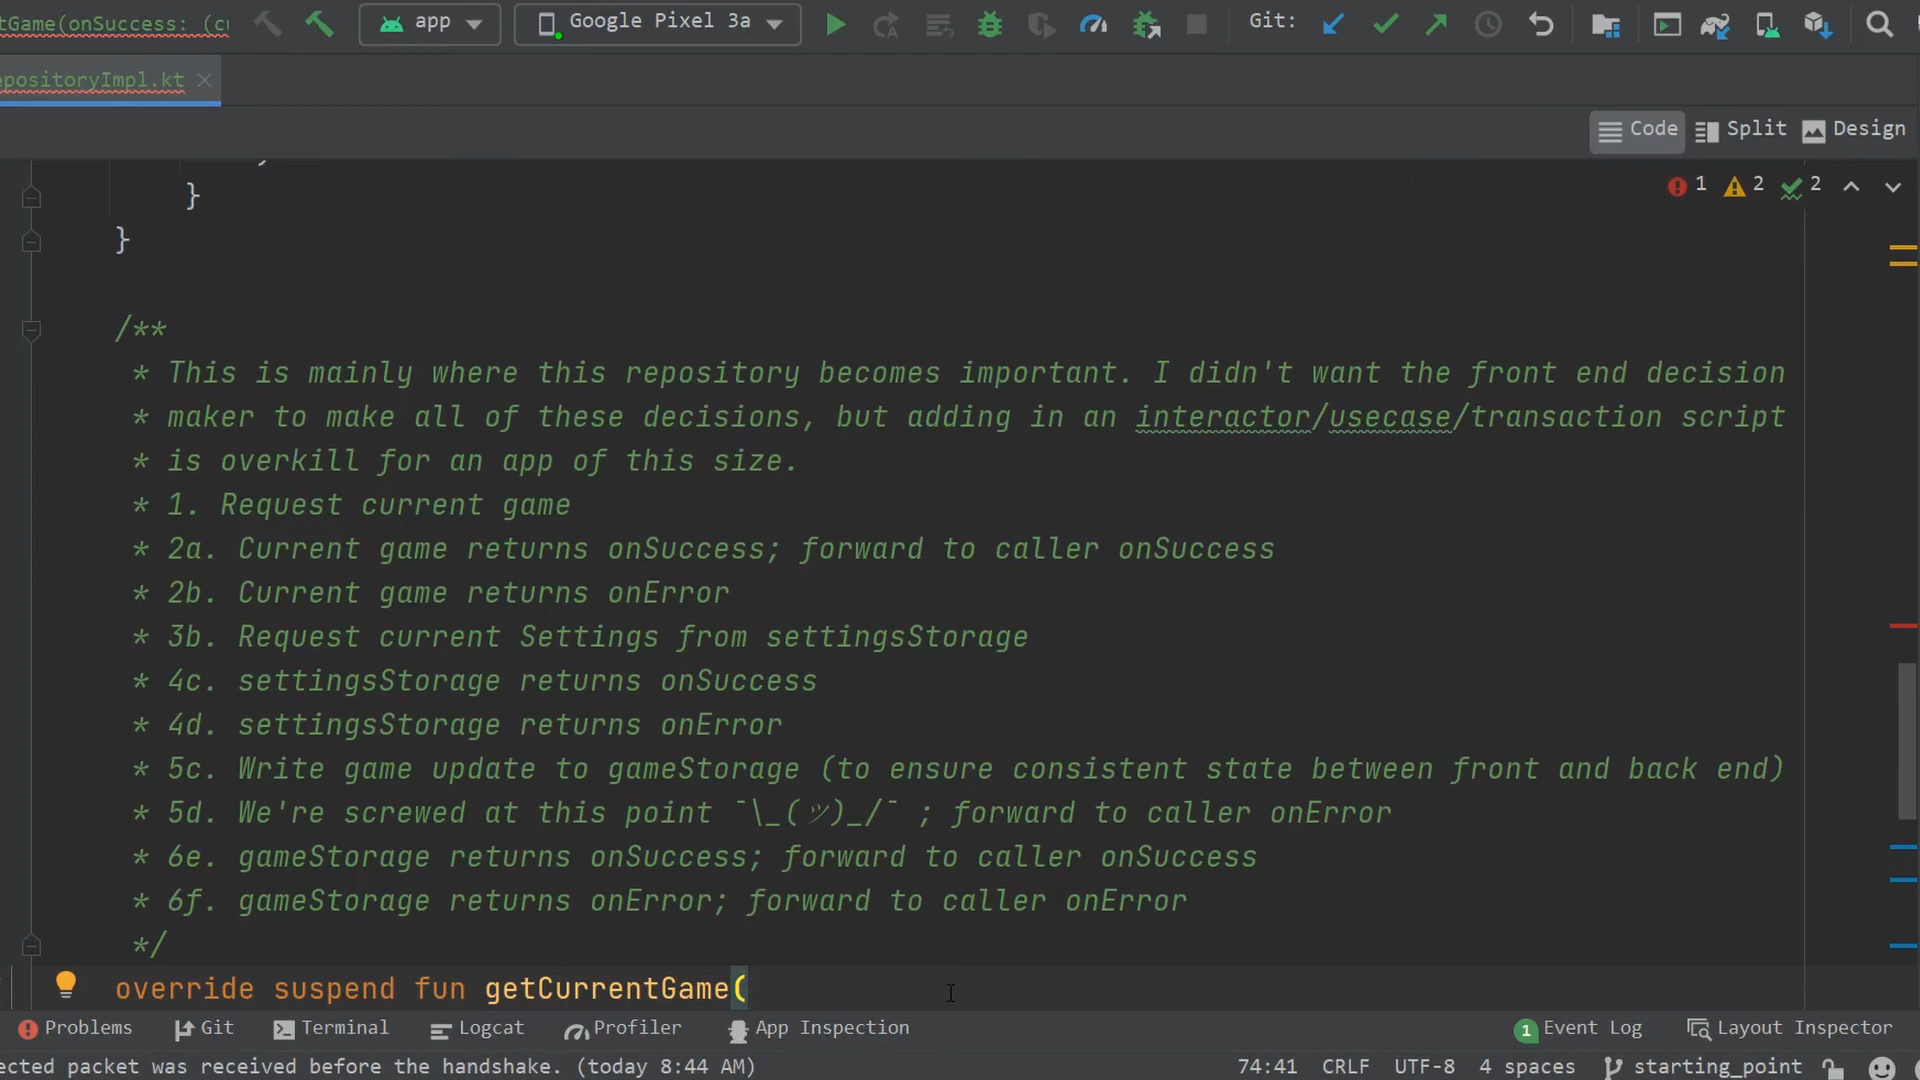 tGame(onSuccess: (cu
app
Google Pixel 3a
Git:
epositoryImpl.kt
Code
Split
Design
}
1
2
2
}
/**
* This is mainly where this repository becomes important. I didn't want the front end decision
* maker to make all of these decisions, but adding in an interactor/usecase/transaction script
* is overkill for an app of this size.
* 1. Request current game
* 2a. Current game returns onSuccess; forward to caller onSuccess
* 2b. Current game returns onError
* 3b. Request current Settings from settingsStorage
* 4c. settingsStorage returns onSuccess
* 4d. settingsStorage returns onError
* 5c. Write game update to gameStorage (to ensure consistent state between front and back end)
* 5d. We're screwed at this point ¯\_(ツ)_/¯ ; forward to caller onError
* 6e. gameStorage returns onSuccess; forward to caller onSuccess
* 6f. gameStorage returns onError; forward to caller onError
*/
override suspend fun getCurrentGame(
Problems
Git
Terminal
Logcat
Profiler
App Inspection
1
Event Log
Layout Inspector
ected packet was received before the handshake. (today 8:44 AM)
74:41
CRLF
UTF-8
4 spaces
starting_point